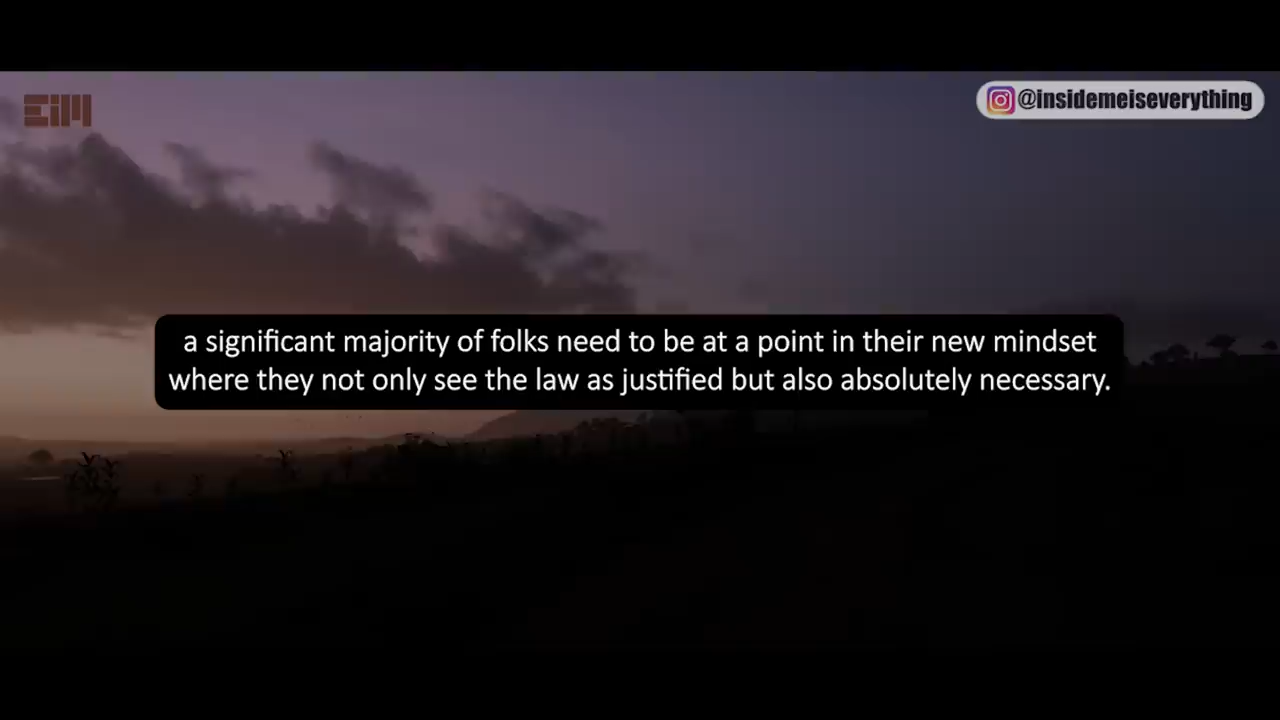 EiM
@insidemeiseverything
a significant majority of folks need to be at a point in their new mindset
where they not only see the law as justified but also absolutely necessary.